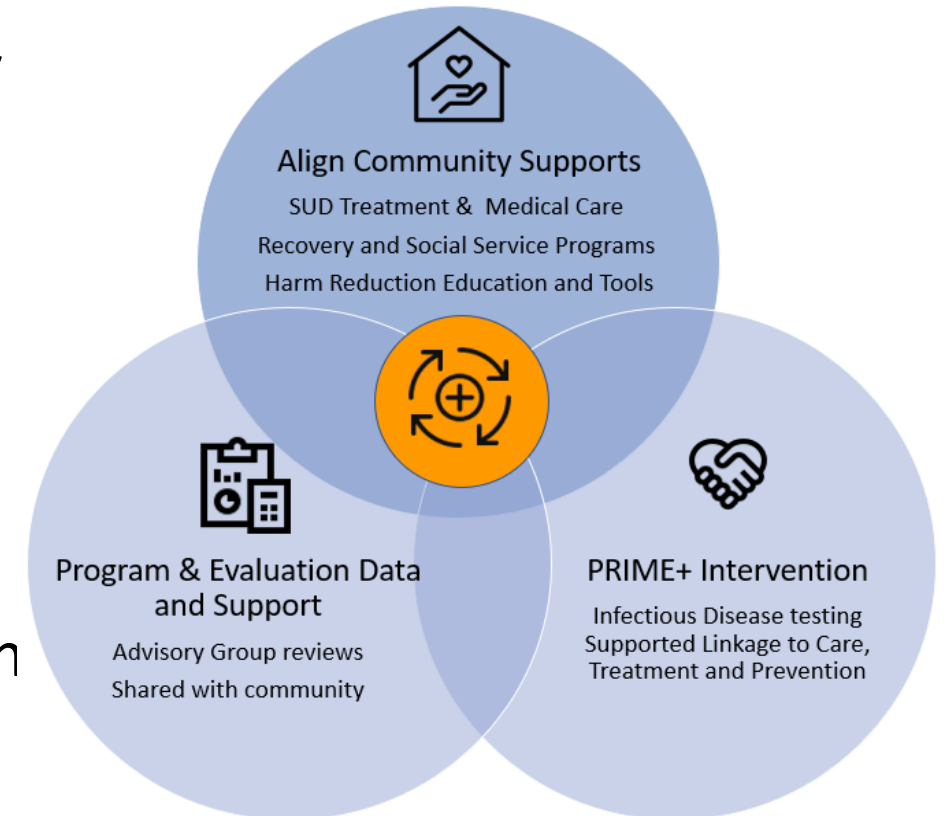 Align Community Supports
SUD Treatment & Medical Care
Recovery and Social Service Programs
Harm Reduction Education and Tools
Program & Evaluation Data
and Support
Advisory Group reviews
Shared with community
PRIME+ Intervention
Infectious Disease testing
Supported Linkage to Care,
Treatment and Prevention